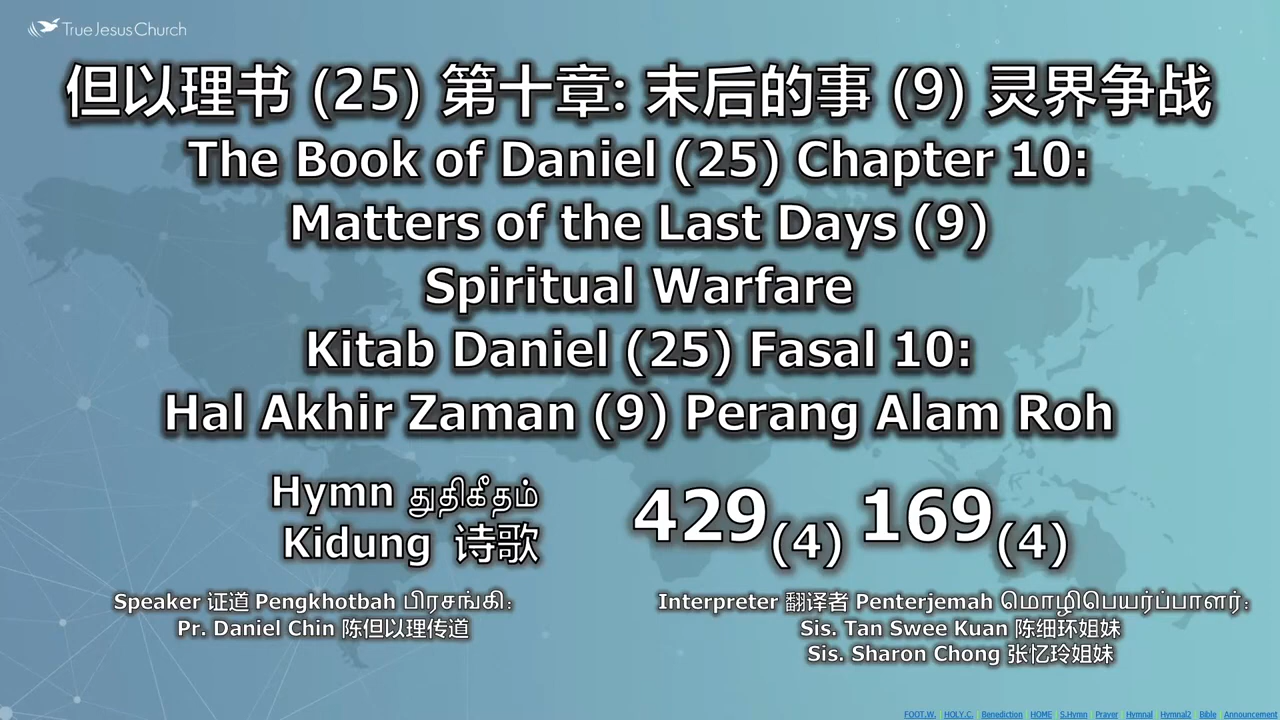 True Jesus Church
但以理书 (25) 第十章: 末后的事 (9) 灵界争战
The Book of Daniel (25) Chapter 10:
Matters of the Last Days (9)
Spiritual Warfare
Kitab Daniel (25) Fasal 10:
Hal Akhir Zaman (9) Perang Alam Roh
Hymn துதிகீதம்
Kidung 诗歌
429(4) 169(4)
Speaker 证道 Pengkhotbah பிரசங்கி:
Pr. Daniel Chin 陈但以理传道
Interpreter 翻译者 Penterjemah மொழிபெயர்ப்பாளர்:
Sis. Tan Swee Kuan 陈细环姐妹
Sis. Sharon Chong 张忆玲姐妹
FOOT.W. | HOLY.C. | Benediction | HOME | S.Hymn | Prayer | Hymnal | Hymnal2 | Bible | Announcement